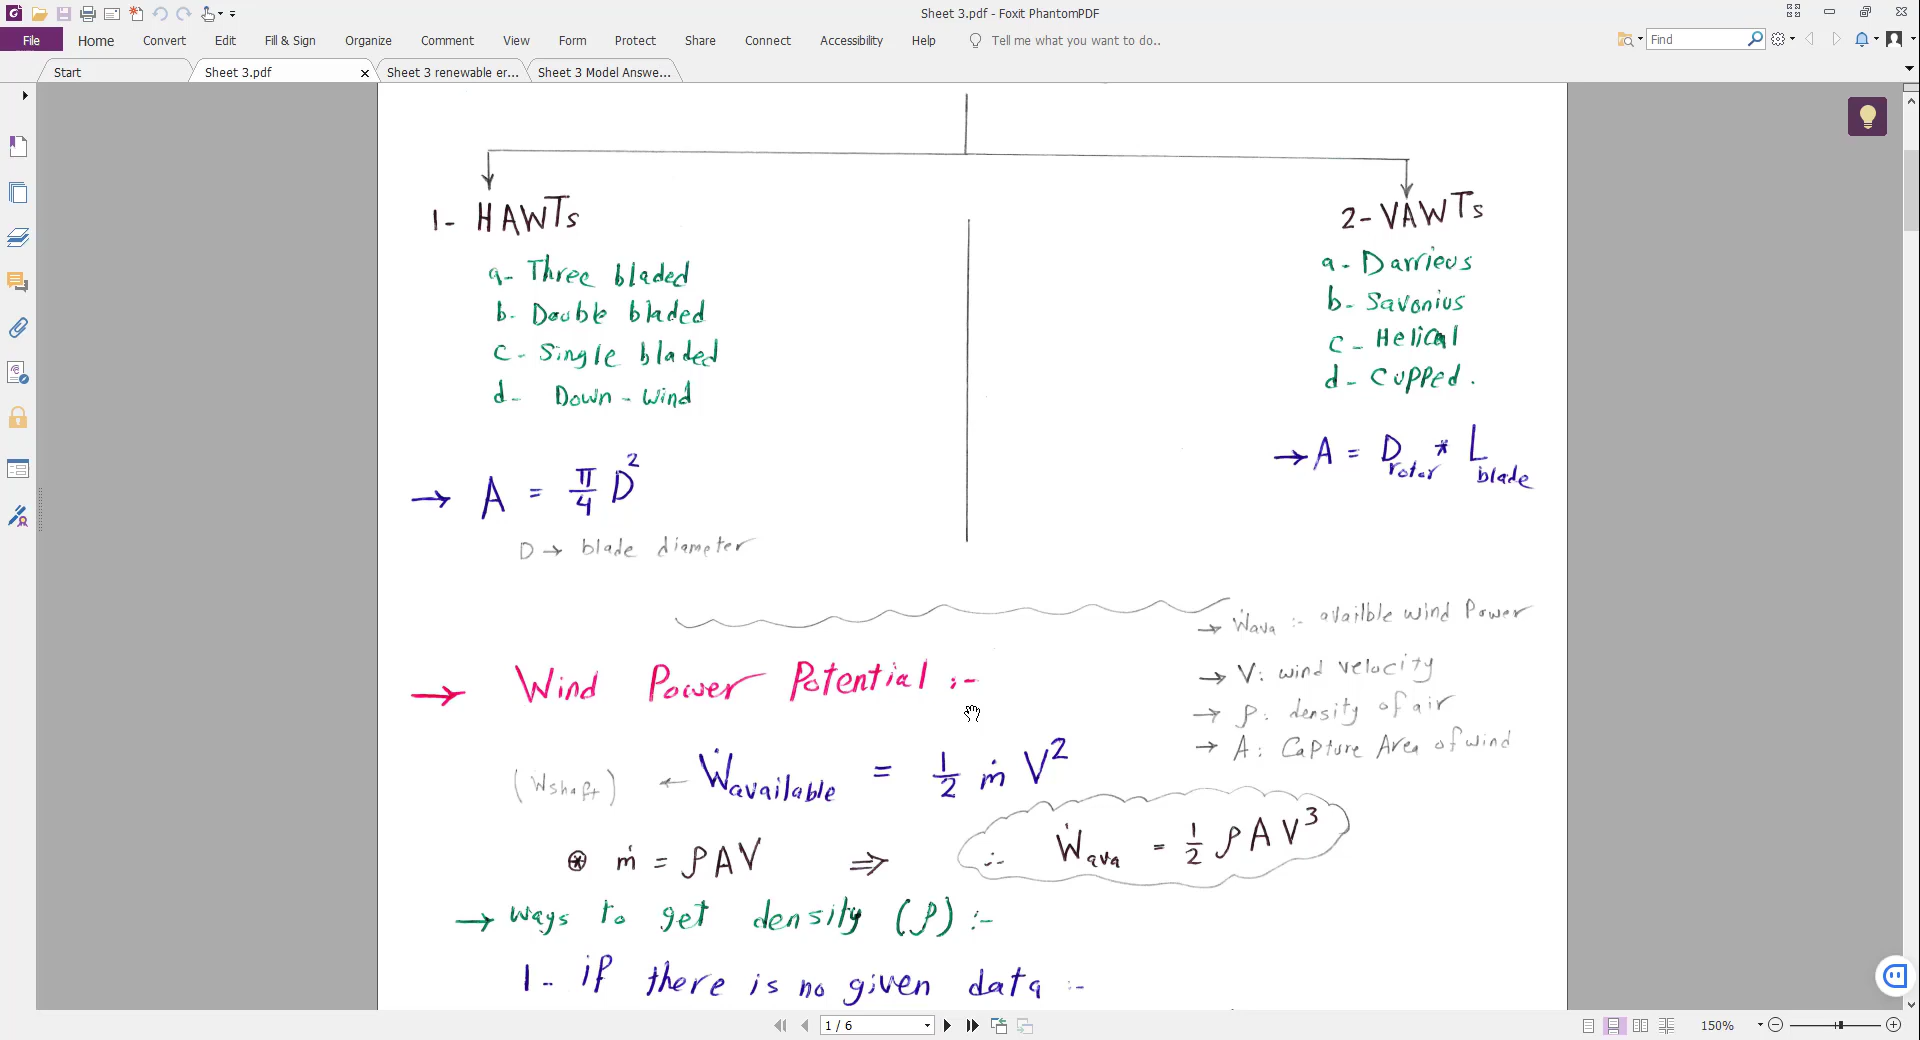 Sheet 3.pdf - Foxit PhantomPDF
File Home Convert Edit Fill & Sign Organize Comment View Form Protect Share Connect Accessibility Help Tell me what you want to do.. Find
Start Sheet 3.pdf Sheet 3 renewable er... Sheet 3 Model Answe...
1- HAWTs
a- Three bladed
b- Double bladed
c- Single bladed
d- Down-wind
→ A = π/4 D²
D → blade diameter
2- VAWTs
a- Darrieus
b- Savonius
c- Helical
d- Cupped.
→ A = D rotor * L blade
→ Ẇava :- availble wind Power
→ V: wind velocity
→ ρ: density of air
→ A: Capture Area of wind
→ Wind Power Potential :-
(Ẇshaft) ← Ẇavailable = 1/2 ṁ V²
⊛ ṁ = ρAV ⇒ ∴ Ẇava = 1/2 ρAV³
→ ways to get density (ρ) :-
1- if there is no given data :-
1 / 6
150%